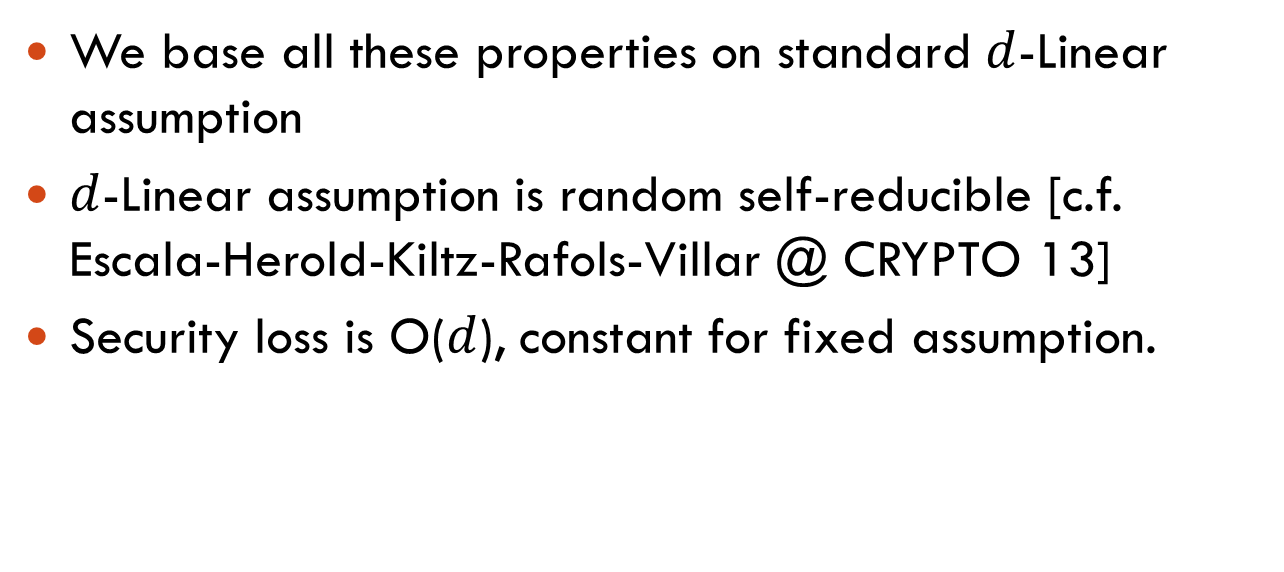 • We base all these properties on standard 𝑑-Linear
assumption
• 𝑑-Linear assumption is random self-reducible [c.f.
Escala-Herold-Kiltz-Rafols-Villar @ CRYPTO 13]
• Security loss is O(𝑑), constant for fixed assumption.